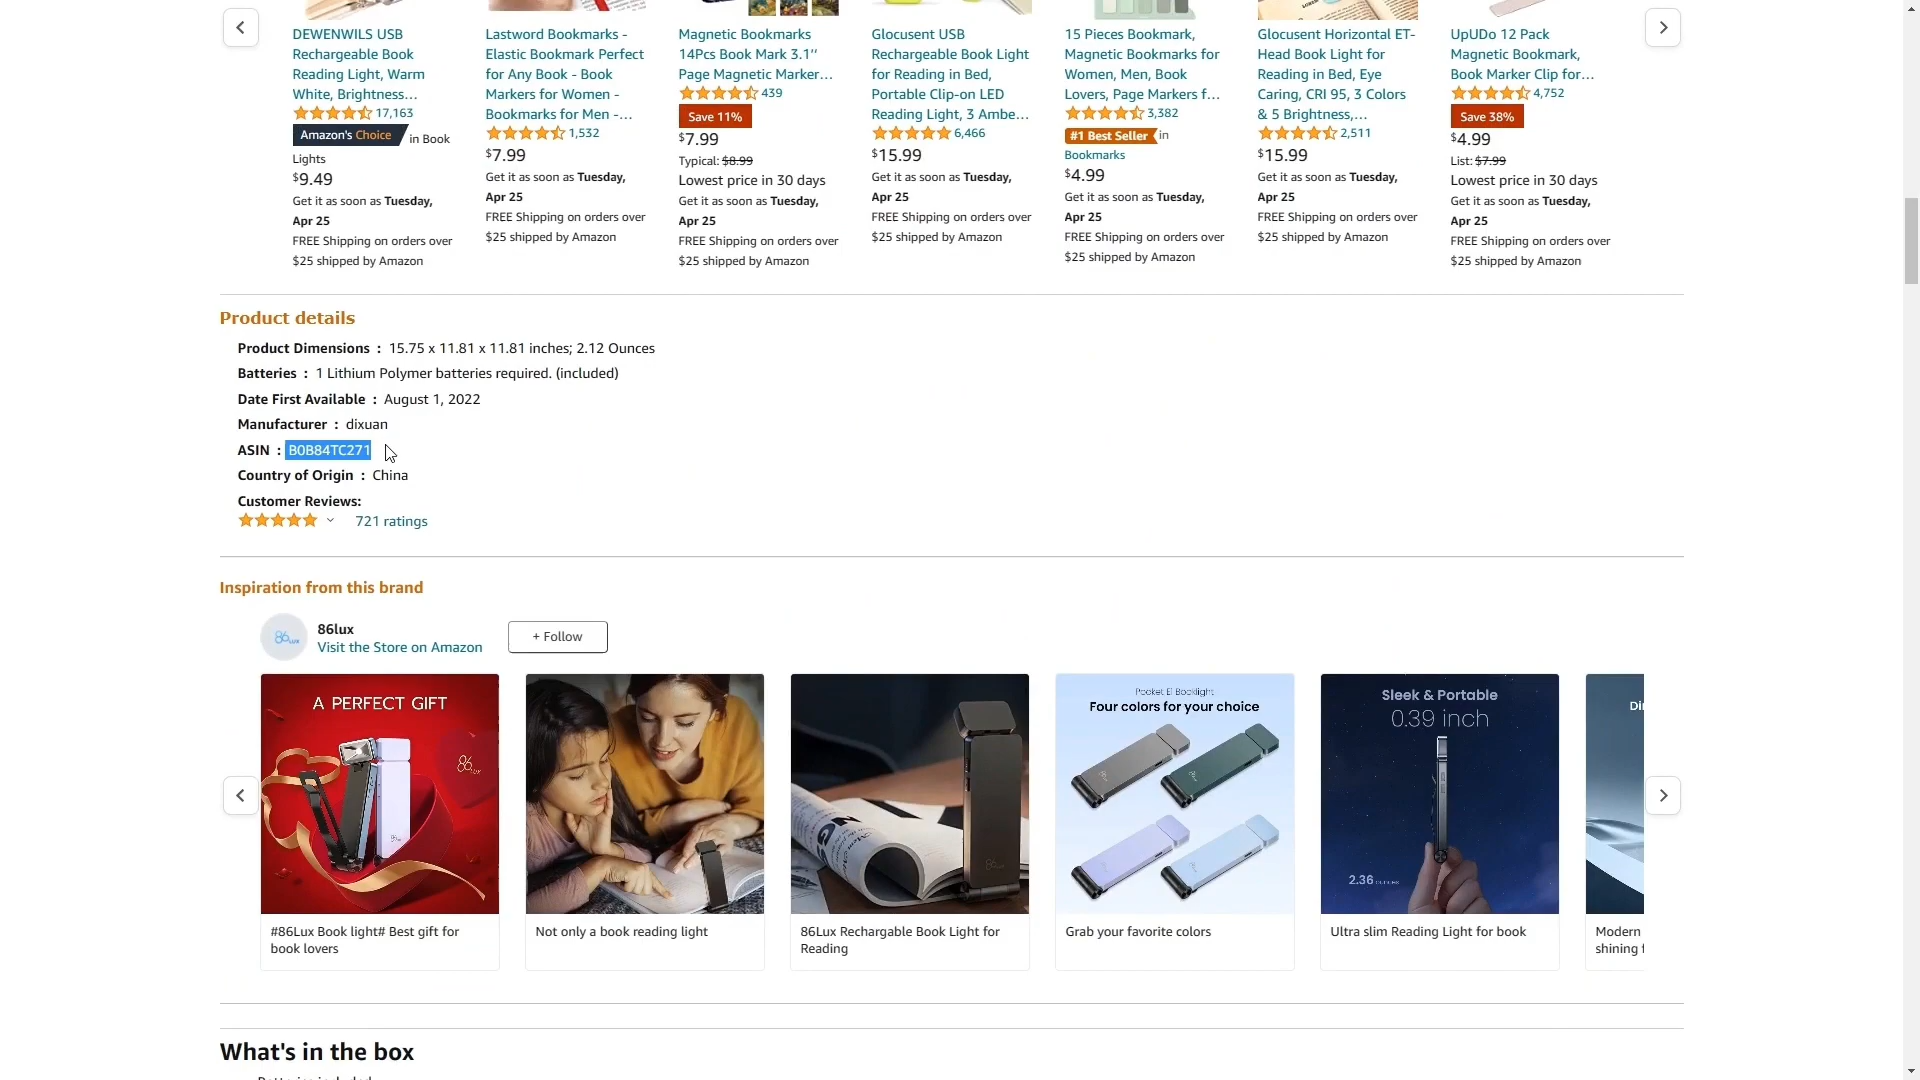 DEWENWILS USB
Rechargeable Book
Reading Light, Warm
White, Brightness…
17,163
Amazon's Choice in Book
Lights
$9.49
Get it as soon as Tuesday,
Apr 25
FREE Shipping on orders over
$25 shipped by Amazon
Lastword Bookmarks -
Elastic Bookmark Perfect
for Any Book - Book
Markers for Women -
Bookmarks for Men -…
1,532
$7.99
Get it as soon as Tuesday,
Apr 25
FREE Shipping on orders over
$25 shipped by Amazon
Magnetic Bookmarks
14Pcs Book Mark 3.1’’
Page Magnetic Marker…
439
Save 11%
$7.99
Typical: $8.99
Lowest price in 30 days
Get it as soon as Tuesday,
Apr 25
FREE Shipping on orders over
$25 shipped by Amazon
Glocusent USB
Rechargeable Book Light
for Reading in Bed,
Portable Clip-on LED
Reading Light, 3 Ambe…
6,466
$15.99
Get it as soon as Tuesday,
Apr 25
FREE Shipping on orders over
$25 shipped by Amazon
15 Pieces Bookmark,
Magnetic Bookmarks for
Women, Men, Book
Lovers, Page Markers f…
3,382
#1 Best Seller in
Bookmarks
$4.99
Get it as soon as Tuesday,
Apr 25
FREE Shipping on orders over
$25 shipped by Amazon
Glocusent Horizontal ET-
Head Book Light for
Reading in Bed, Eye
Caring, CRI 95, 3 Colors
& 5 Brightness,…
2,511
$15.99
Get it as soon as Tuesday,
Apr 25
FREE Shipping on orders over
$25 shipped by Amazon
UpUDo 12 Pack
Magnetic Bookmark,
Book Marker Clip for…
4,752
Save 38%
$4.99
List: $7.99
Lowest price in 30 days
Get it as soon as Tuesday,
Apr 25
FREE Shipping on orders over
$25 shipped by Amazon
Product details
Product Dimensions : 15.75 x 11.81 x 11.81 inches; 2.12 Ounces
Batteries : 1 Lithium Polymer batteries required. (included)
Date First Available : August 1, 2022
Manufacturer : dixuan
ASIN : B0B84TC271
Country of Origin : China
Customer Reviews:
721 ratings
Inspiration from this brand
86lux
86lux
Visit the Store on Amazon
+ Follow
A PERFECT GIFT
86lux
#86Lux Book light# Best gift for
book lovers
Not only a book reading light
86Lux Rechargable Book Light for
Reading
Pocket E1 Booklight
Four colors for your choice
Grab your favorite colors
Sleek & Portable
0.39 inch
2.36 ounces
Ultra slim Reading Light for book
Di
Modern
shining f
What's in the box